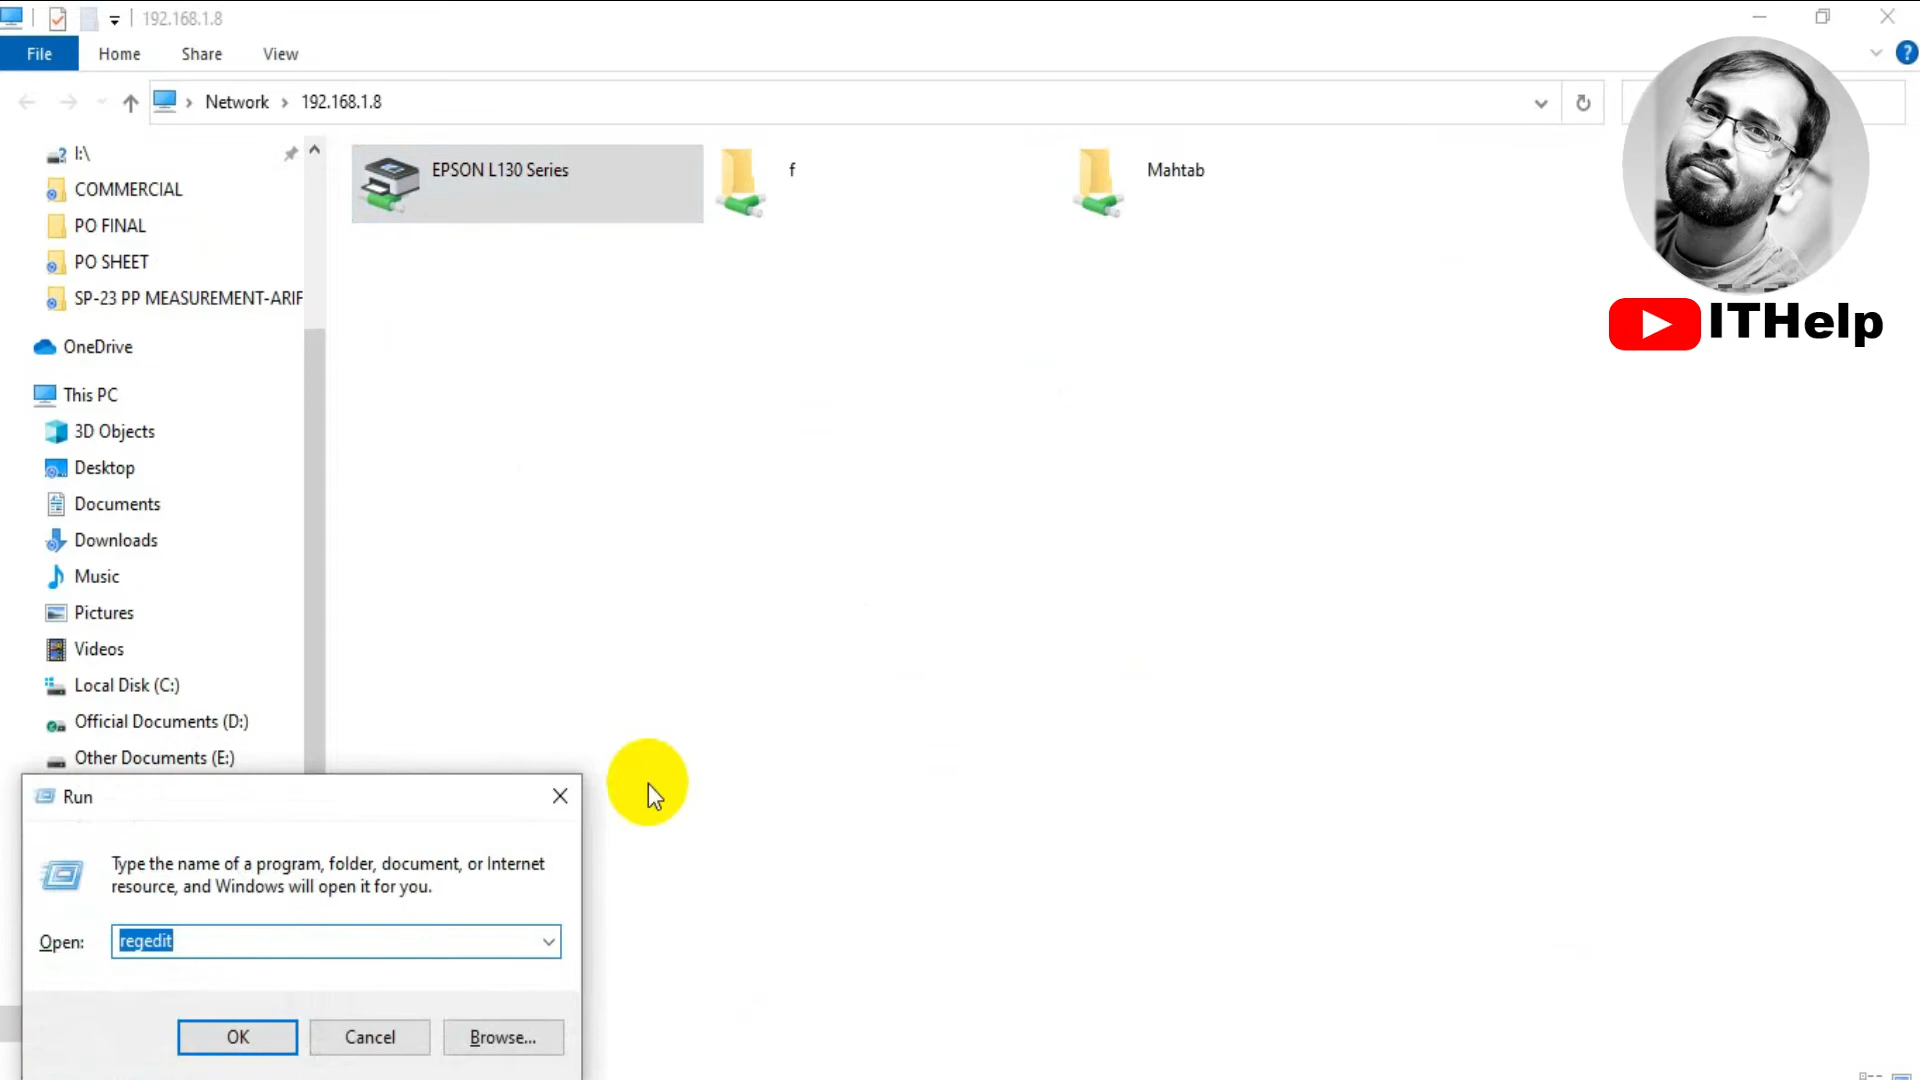 192.168.1.8
File Home Share View
Network › 192.168.1.8
I:\
COMMERCIAL
PO FINAL
PO SHEET
SP-23 PP MEASUREMENT-ARIF
OneDrive
This PC
3D Objects
Desktop
Documents
Downloads
Music
Pictures
Videos
Local Disk (C:)
Official Documents (D:)
Other Documents (E:)
EPSON L130 Series
f
Mahtab
ITHelp
?
Run
Type the name of a program, folder, document, or Internet
resource, and Windows will open it for you.
Open: regedit
OK Cancel Browse...